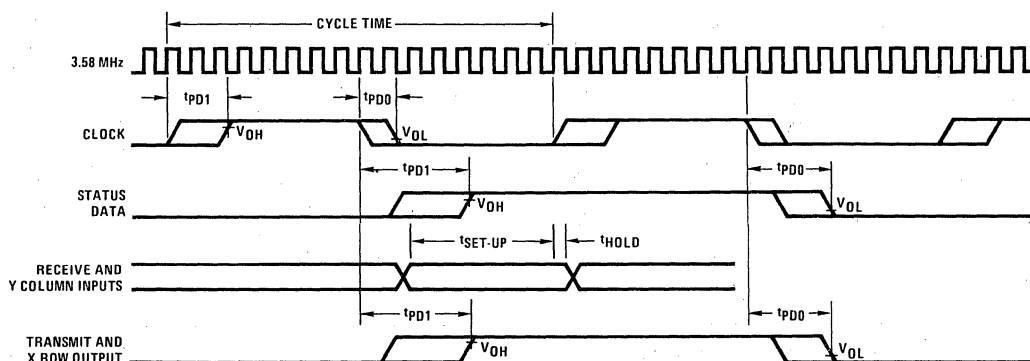 CYCLE TIME
3.58 MHz
tPD1
tPD0
CLOCK
VOH
VOL
tPD1
tPD0
STATUS
DATA
VOH
VOL
tSET-UP
tHOLD
RECEIVE AND
Y COLUMN INPUTS
tPD1
tPD0
TRANSMIT AND
X ROW OUTPUT
VOH
VOL